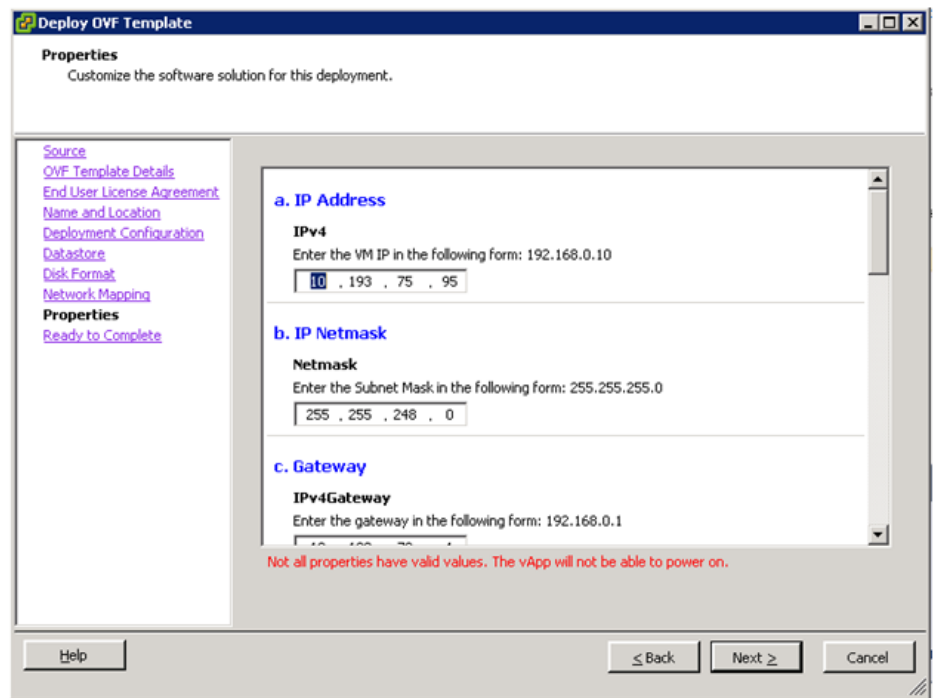 Deploy OVF Template
Properties
Customize the software solution for this deployment.
Source
OVF Template Details
End User License Agreement
Name and Location
Deployment Configuration
Datastore
Disk Format
Network Mapping
Properties
Ready to Complete
a. IP Address
IPv4
Enter the VM IP in the following form: 192.168.0.10
10 . 193 . 75 . 95
b. IP Netmask
Netmask
Enter the Subnet Mask in the following form: 255.255.255.0
255 . 255 . 248 . 0
c. Gateway
IPv4Gateway
Enter the gateway in the following form: 192.168.0.1
Not all properties have valid values. The vApp will not be able to power on.
Help
≤ Back
Next ≥
Cancel